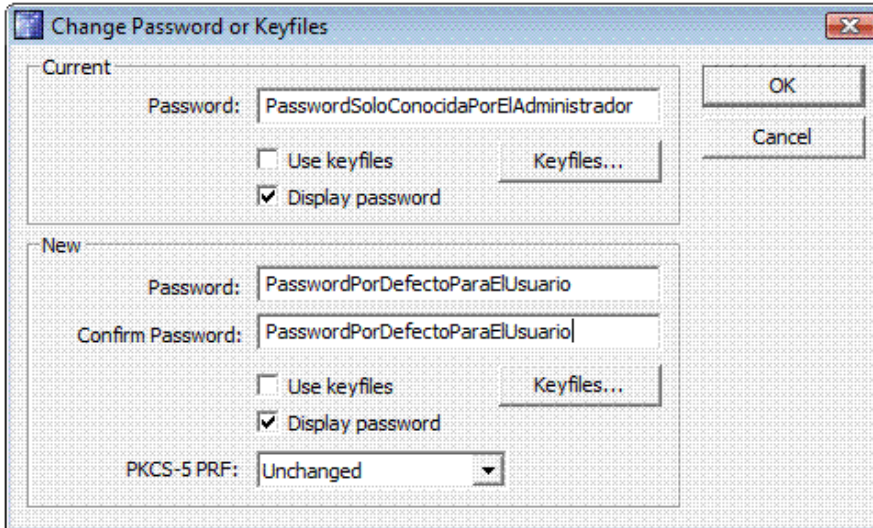 Change Password or Keyfiles
Current
Password: PasswordSoloConocidaPorElAdministrador
Use keyfiles Keyfiles...
Display password
OK
Cancel
New
Password: PasswordPorDefectoParaElUsuario
Confirm Password: PasswordPorDefectoParaElUsuario
Use keyfiles Keyfiles...
Display password
PKCS-5 PRF: Unchanged